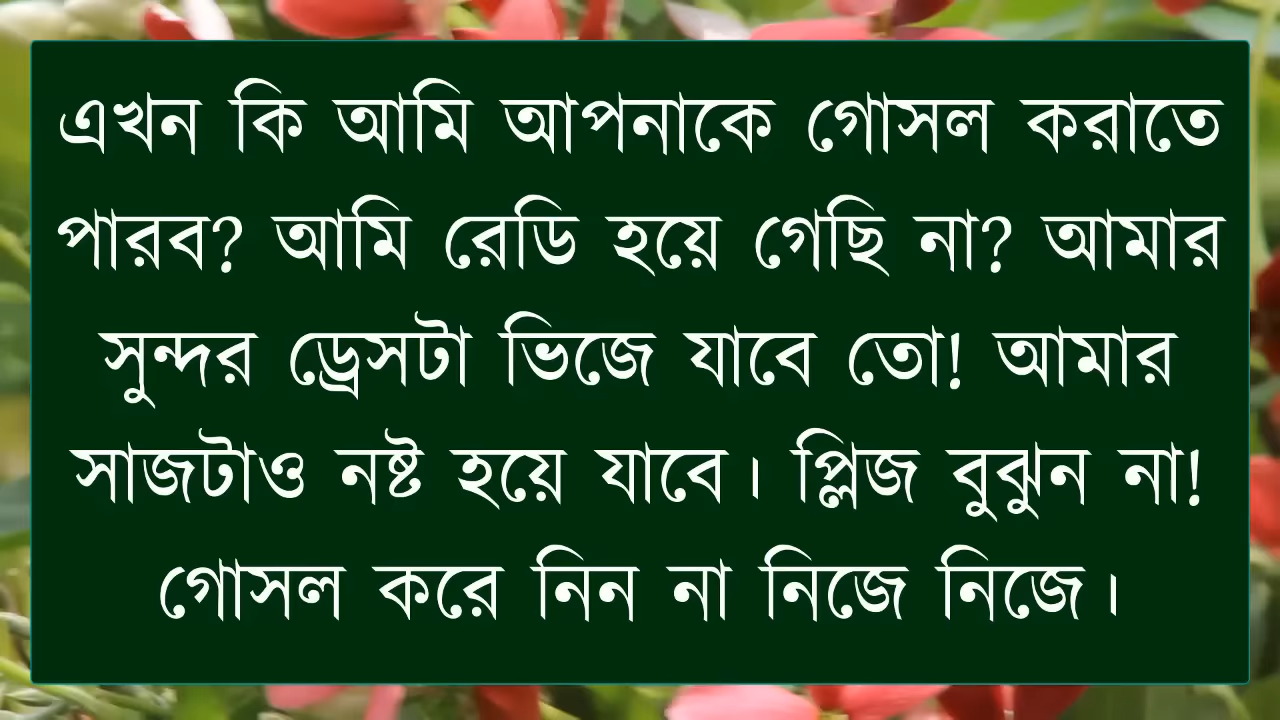 এখন কি আমি আপনাকে গোসল করাতে
পারব? আমি রেডি হয়ে গেছি না? আমার
সুন্দর ড্রেসটা ভিজে যাবে তো! আমার
সাজটাও নষ্ট হয়ে যাবে। প্লিজ বুঝুন না!
গোসল করে নিন না নিজে নিজে।